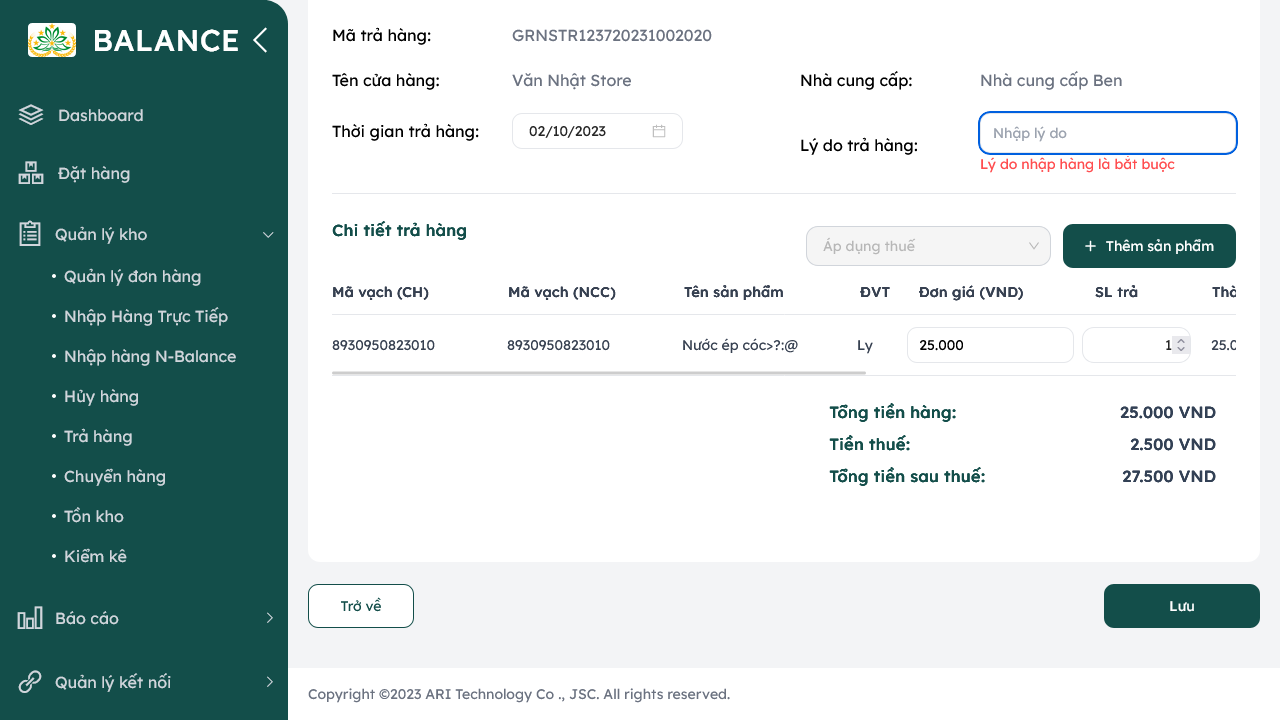 BALANCE
Dashboard
Đặt hàng
Quản lý kho
• Quản lý đơn hàng
• Nhập Hàng Trực Tiếp
• Nhập hàng N-Balance
• Hủy hàng
• Trả hàng
• Chuyển hàng
• Tồn kho
• Kiểm kê
Báo cáo
Quản lý kết nối
Mã trả hàng: GRNSTR123720231002020
Tên cửa hàng: Văn Nhật Store Nhà cung cấp: Nhà cung cấp Ben
Thời gian trả hàng: 02/10/2023 Lý do trả hàng: Nhập lý do
Lý do nhập hàng là bắt buộc
Chi tiết trả hàng
Áp dụng thuế
+ Thêm sản phẩm
Mã vạch (CH) Mã vạch (NCC) Tên sản phẩm ĐVT Đơn giá (VND) SL trả
8930950823010 8930950823010 Nước ép cóc>?:@ Ly 25.000 1
Tổng tiền hàng: 25.000 VND
Tiền thuế: 2.500 VND
Tổng tiền sau thuế: 27.500 VND
Trở về
Lưu
Copyright ©2023 ARI Technology Co ., JSC. All rights reserved.